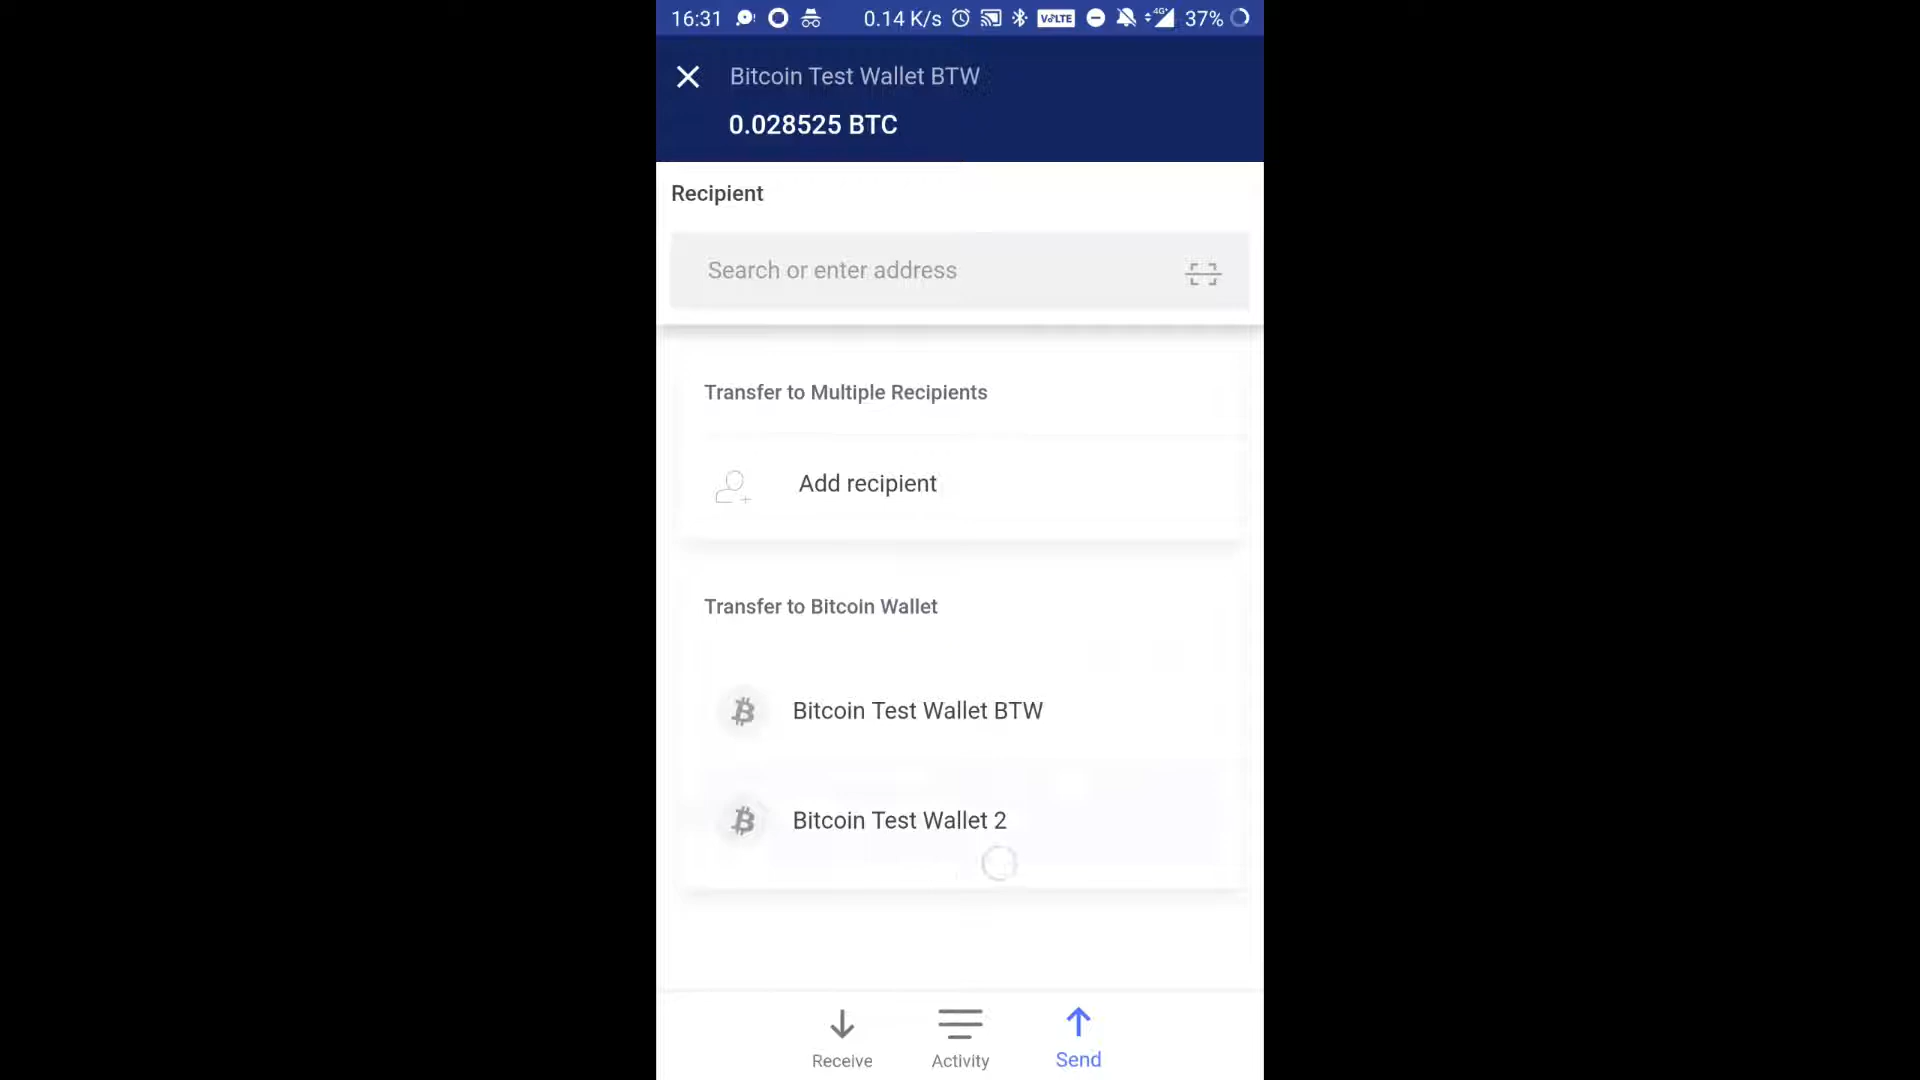 16:31 0.14 K/s VoLTE 4G+ 37%
Bitcoin Test Wallet BTW
0.028525 BTC
Recipient
Search or enter address
Transfer to Multiple Recipients
Add recipient
Transfer to Bitcoin Wallet
Bitcoin Test Wallet BTW
Bitcoin Test Wallet 2
Receive Activity Send